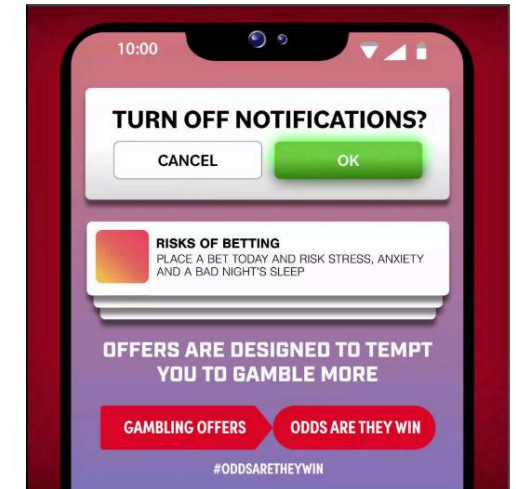 10:00
TURN OFF NOTIFICATIONS?
CANCEL
OK
RISKS OF BETTING
PLACE A BET TODAY AND RISK STRESS, ANXIETY
AND A BAD NIGHT'S SLEEP
OFFERS ARE DESIGNED TO TEMPT
YOU TO GAMBLE MORE
GAMBLING OFFERS
ODDS ARE THEY WIN
#ODDSARETHEYWIN